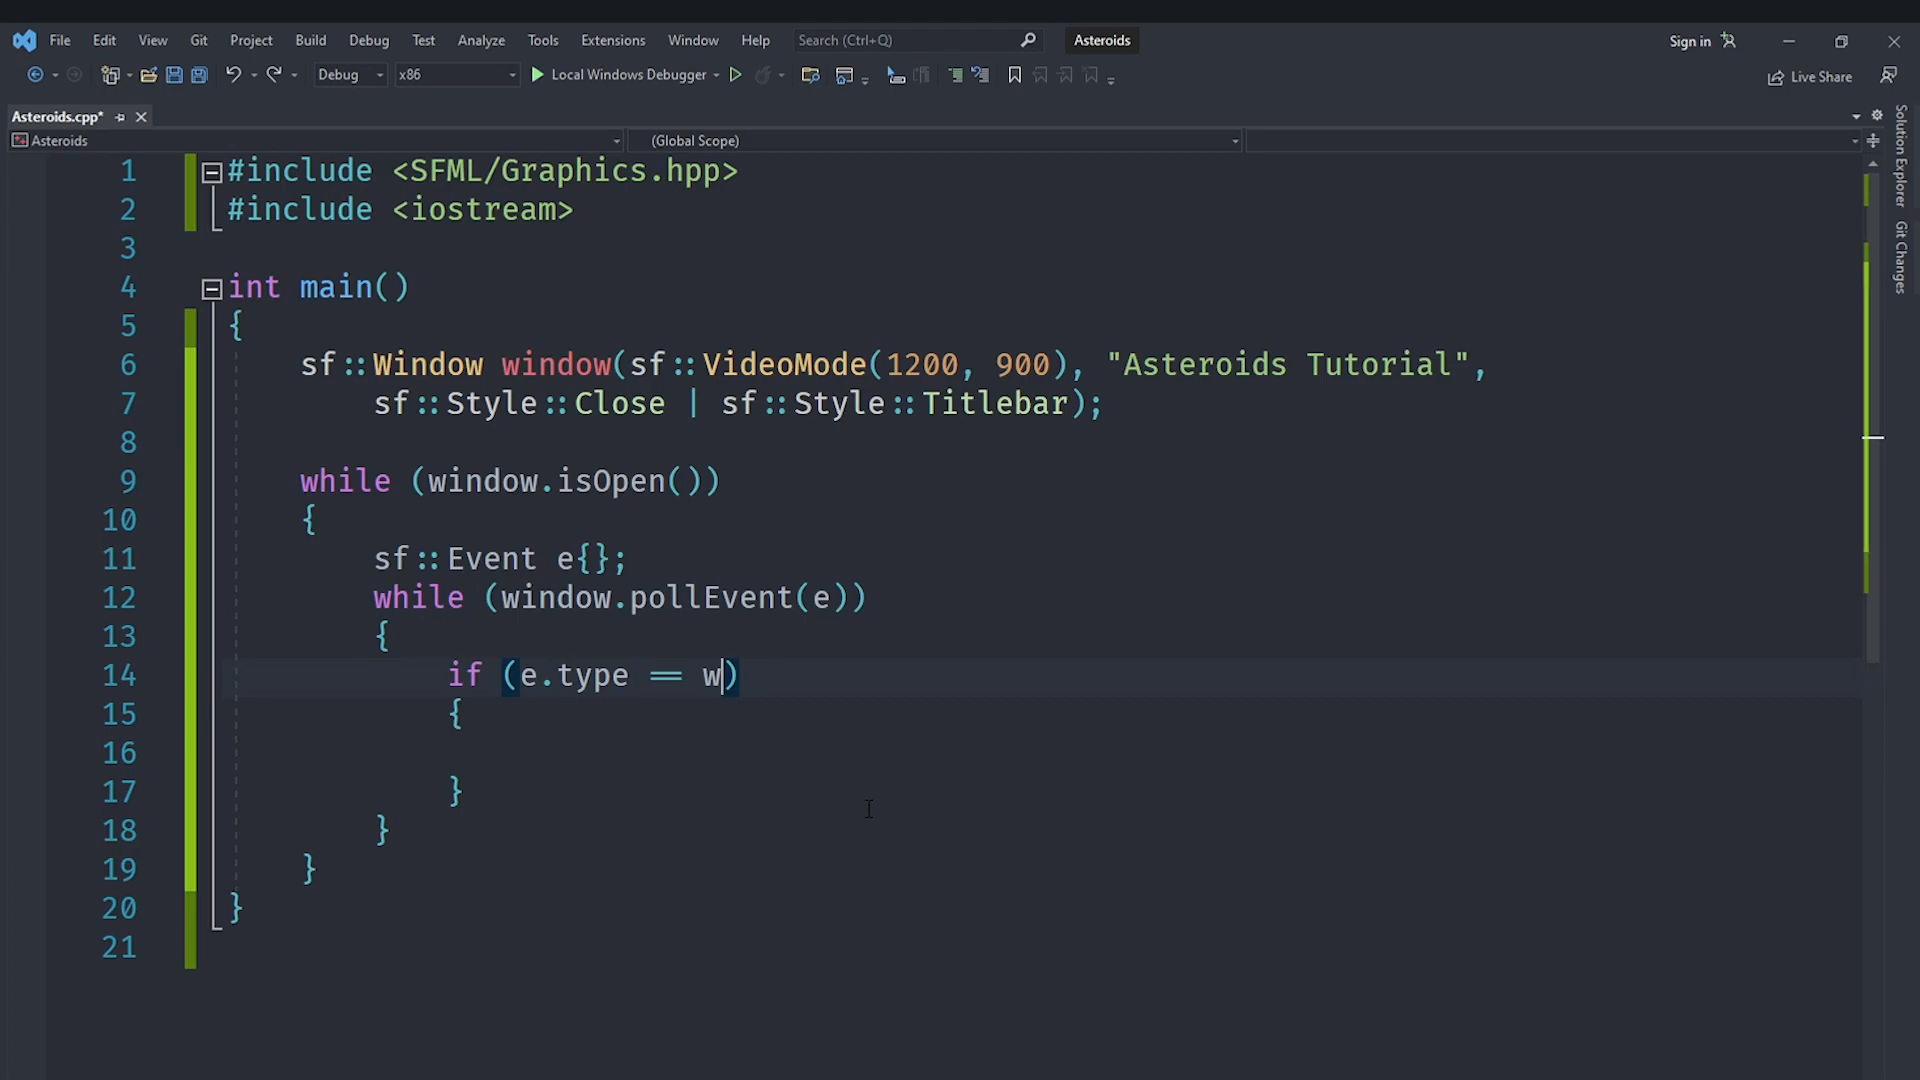 File Edit View Git Project Build Debug Test Analyze Tools Extensions Window Help Search (Ctrl+Q) Asteroids Sign in
Debug x86 Local Windows Debugger Live Share
Asteroids.cpp*
Asteroids (Global Scope)
Solution Explorer
Git Changes
1 #include <SFML/Graphics.hpp>
2 #include <iostream>
3
4 int main()
5 {
6 sf::Window window(sf::VideoMode(1200, 900), "Asteroids Tutorial",
7 sf::Style::Close | sf::Style::Titlebar);
8
9 while (window.isOpen())
10 {
11 sf::Event e{};
12 while (window.pollEvent(e))
13 {
14 if (e.type == w)
15 {
16
17 }
18 }
19 }
20 }
21